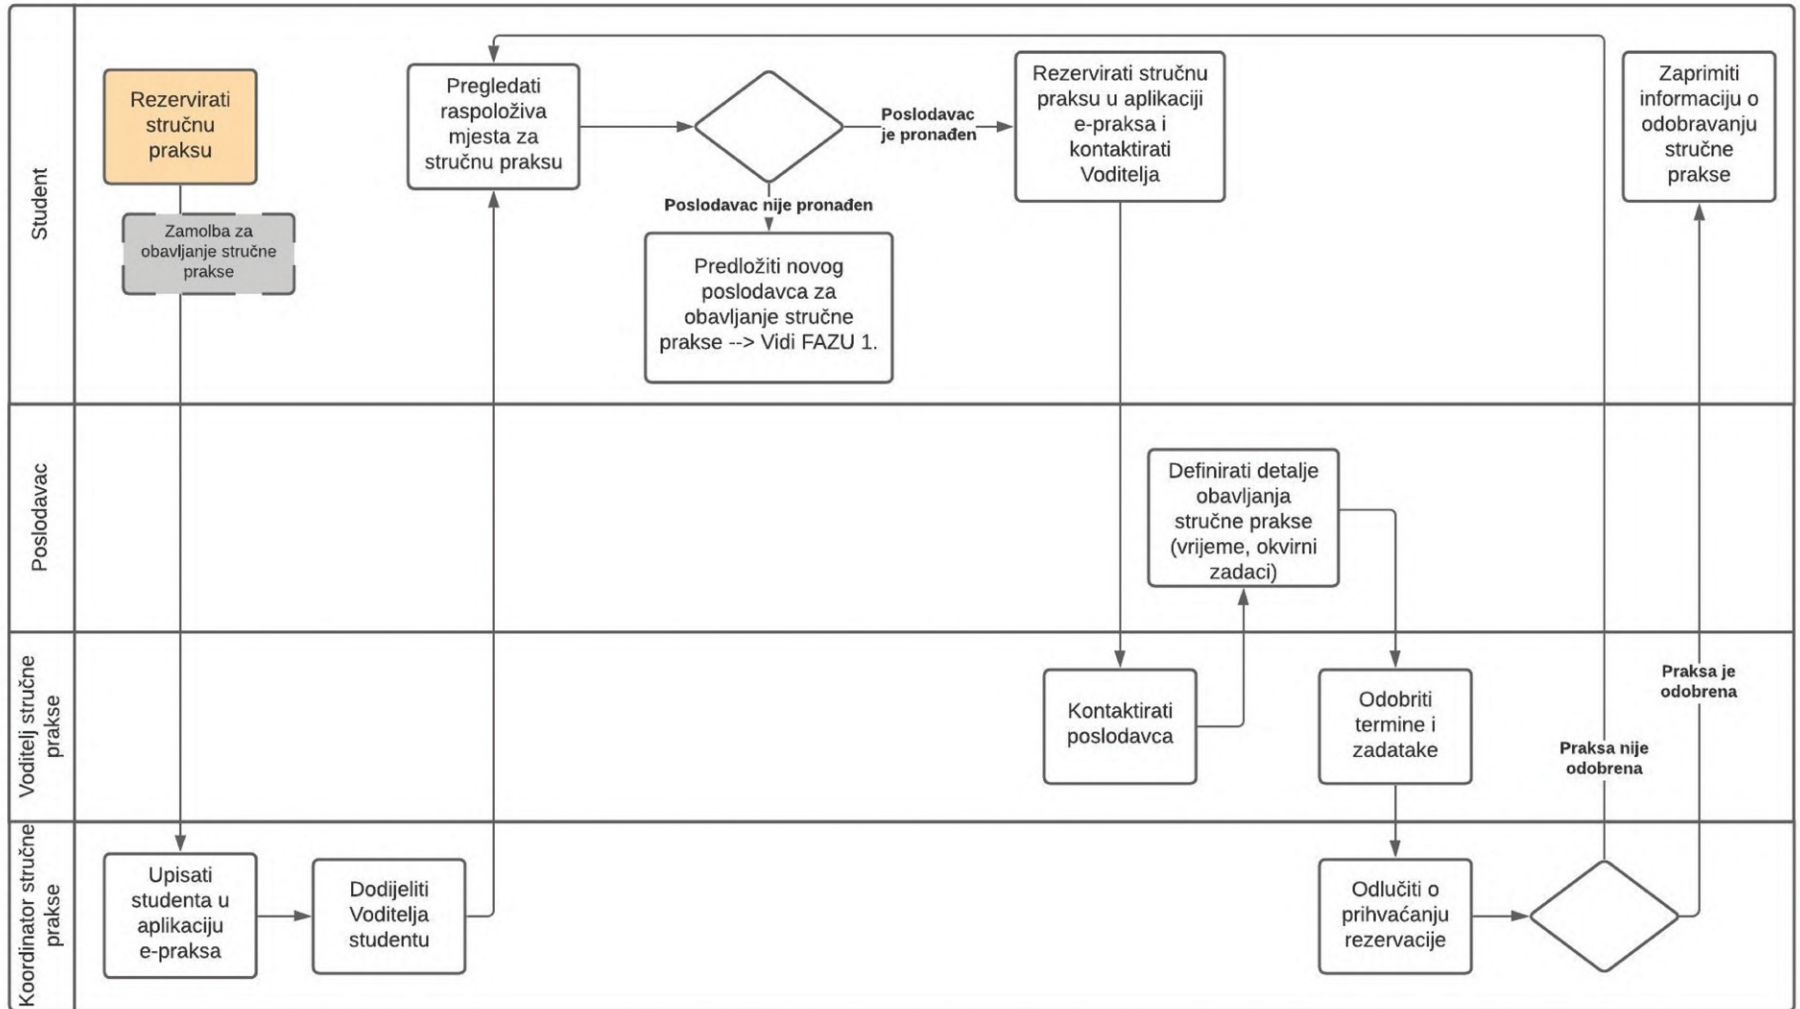 Student
Rezervirati
stručnu
praksu
Zamolba za
obavljanje stručne
prakse
Pregledati
raspoloživa
mjesta za
stručnu praksu
Poslodavac
je pronađen
Poslodavac nije pronađen
Predložiti novog
poslodavca za
obavljanje stručne
prakse --> Vidi FAZU 1.
Rezervirati stručnu
praksu u aplikaciji
e-praksa i
kontaktirati
Voditelja
Zaprimiti
informaciju o
odobravanju
stručne
prakse
Poslodavac
Definirati detalje
obavljanja
stručne prakse
(vrijeme, okvirni
zadaci)
Voditelj stručne
prakse
Kontaktirati
poslodavca
Odobriti
termine i
zadatake
Praksa nije
odobrena
Praksa je
odobrena
Koordinator stručne
prakse
Upisati
studenta u
aplikaciju
e-praksa
Dodijeliti
Voditelja
studentu
Odlučiti o
prihvaćanju
rezervacije